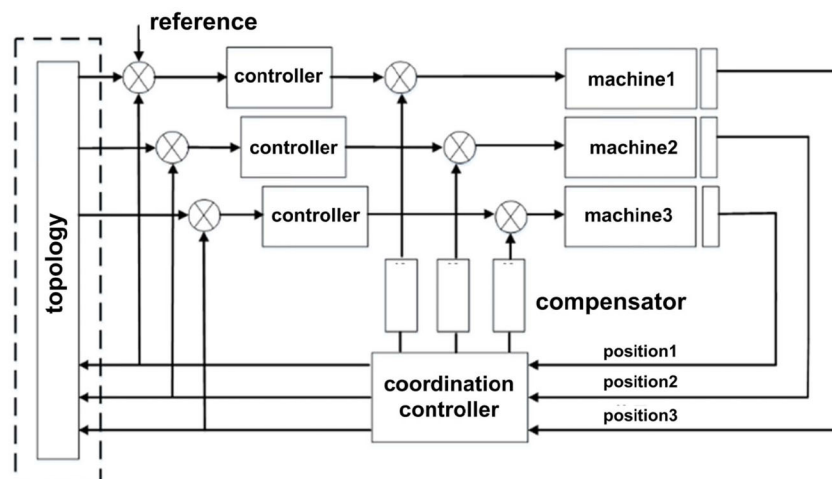 reference
controller
machine1
controller
machine2
controller
machine3
topology
compensator
position1
coordination
controller
position2
position3